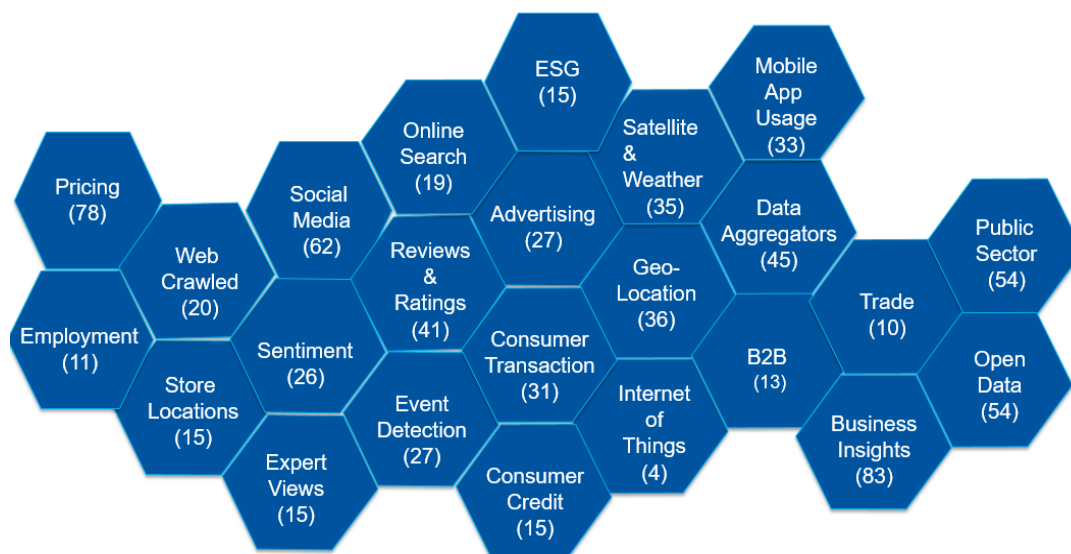 ESG
(15)
Mobile
App
Usage
(33)
Online
Search
(19)
Satellite
&
Weather
(35)
Pricing
(78)
Social
Media
(62)
Advertising
(27)
Data
Aggregators
(45)
Public
Sector
(54)
Web
Crawled
(20)
Reviews
&
Ratings
(41)
Geo-
Location
(36)
Trade
(10)
Employment
(11)
Sentiment
(26)
Consumer
Transaction
(31)
B2B
(13)
Open
Data
(54)
Store
Locations
(15)
Event
Detection
(27)
Internet
of
Things
(4)
Business
Insights
(83)
Expert
Views
(15)
Consumer
Credit
(15)